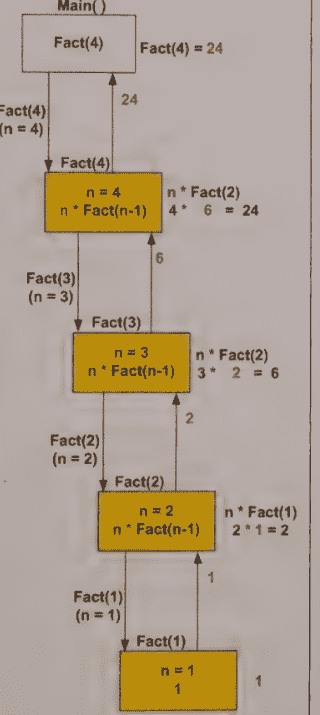 Main( )
Fact(4)
Fact(4) = 24
24
Fact(4)
(n = 4)
Fact(4)
n = 4
n * Fact(n-1)
n * Fact(2)
4 * 6 = 24
6
Fact(3)
(n = 3)
Fact(3)
n = 3
n * Fact(n-1)
n * Fact(2)
3 * 2 = 6
2
Fact(2)
(n = 2)
Fact(2)
n = 2
n * Fact(n-1)
n * Fact(1)
2 * 1 = 2
1
Fact(1)
(n = 1)
Fact(1)
n = 1
1
1